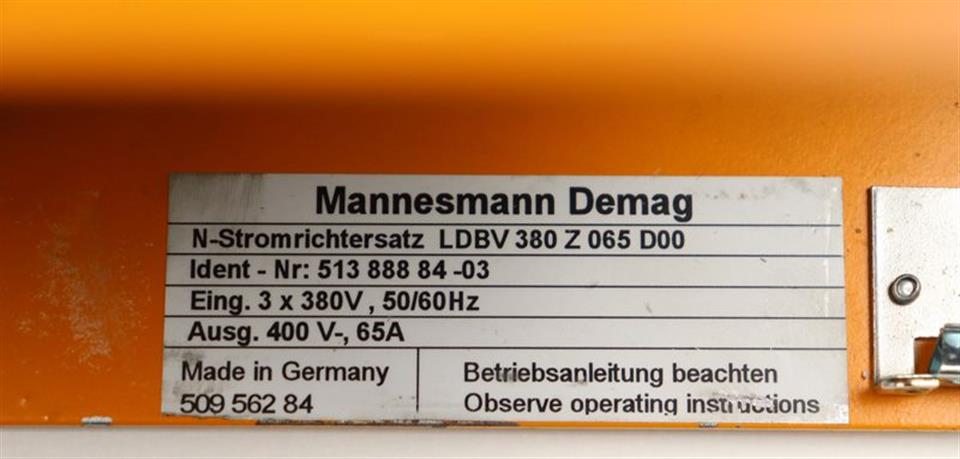 Mannesmann Demag
N-Stromrichtersatz LDBV 380 Z 065 D00
Ident - Nr: 513 888 84 -03
Eing. 3 x 380V , 50/60Hz
Ausg. 400 V-, 65A
Made in Germany
509 562 84
Betriebsanleitung beachten
Observe operating instructions